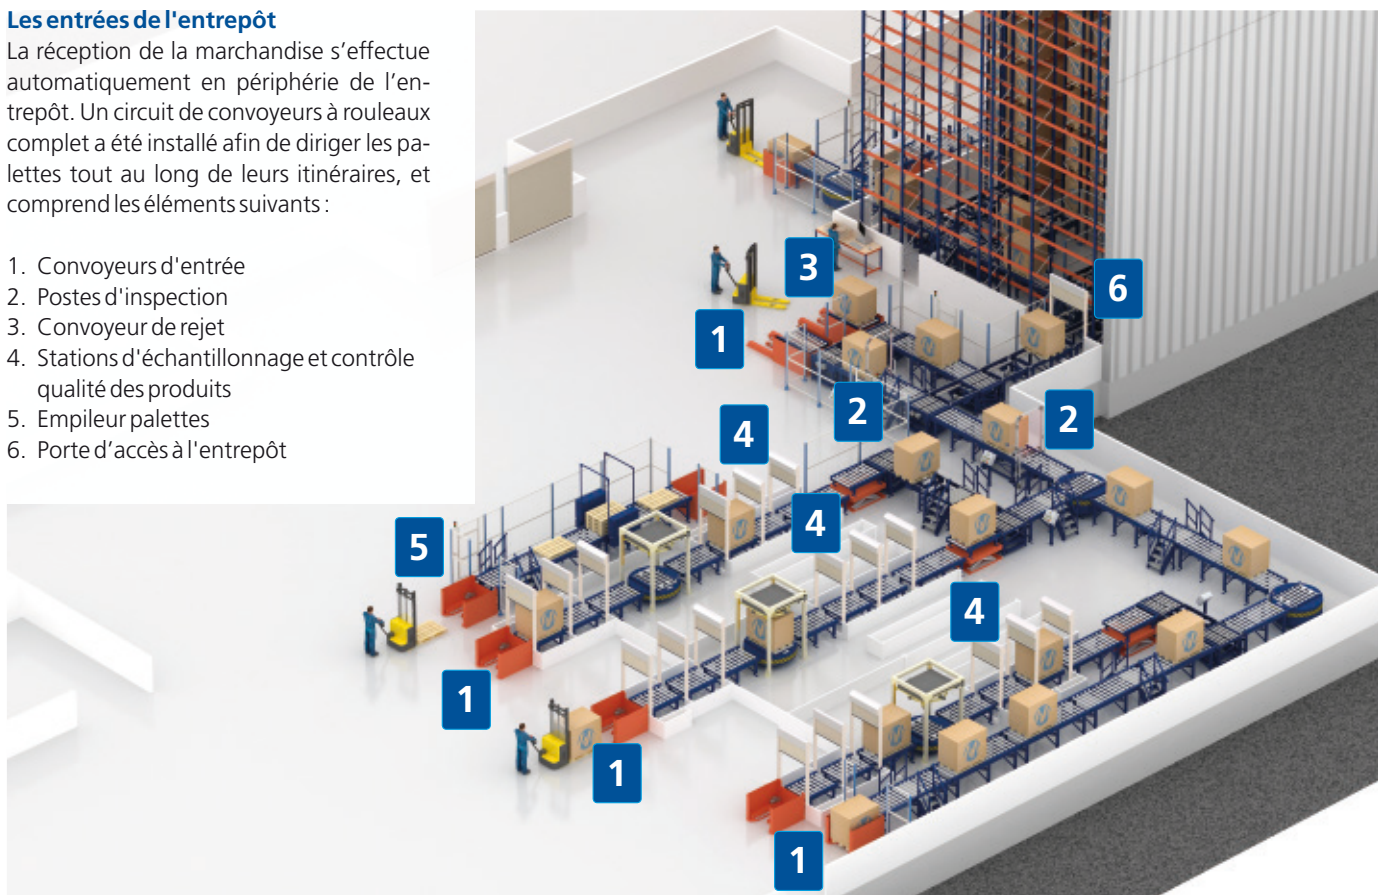 Les entrées de l'entrepôt
La réception de la marchandise s’effectue
automatiquement en périphérie de l’en-
trepôt. Un circuit de convoyeurs à rouleaux
complet a été installé afin de diriger les pa-
lettes tout au long de leurs itinéraires, et
comprend les éléments suivants :
1. Convoyeurs d'entrée
2. Postes d'inspection
3. Convoyeur de rejet
4. Stations d'échantillonnage et contrôle
qualité des produits
5. Empileur palettes
6. Porte d’accès à l'entrepôt
3
6
1
2
2
4
4
5
4
1
1
1